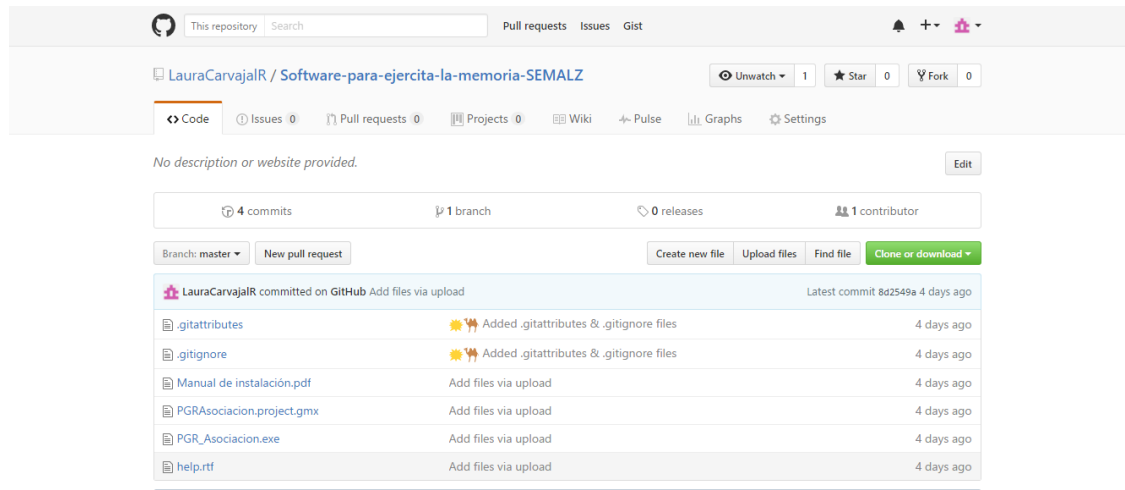 This repository Search Pull requests Issues Gist
LauraCarvajalR / Software-para-ejercita-la-memoria-SEMALZ Unwatch 1 Star 0 Fork 0
Code Issues 0 Pull requests 0 Projects 0 Wiki Pulse Graphs Settings
No description or website provided. Edit
4 commits 1 branch 0 releases 1 contributor
Branch: master New pull request Create new file Upload files Find file Clone or download
LauraCarvajalR committed on GitHub Add files via upload Latest commit 8d2549a 4 days ago
.gitattributes Added .gitattributes & .gitignore files 4 days ago
.gitignore Added .gitattributes & .gitignore files 4 days ago
Manual de instalación.pdf Add files via upload 4 days ago
PGRAsociacion.project.gmx Add files via upload 4 days ago
PGR_Asociacion.exe Add files via upload 4 days ago
help.rtf Add files via upload 4 days ago